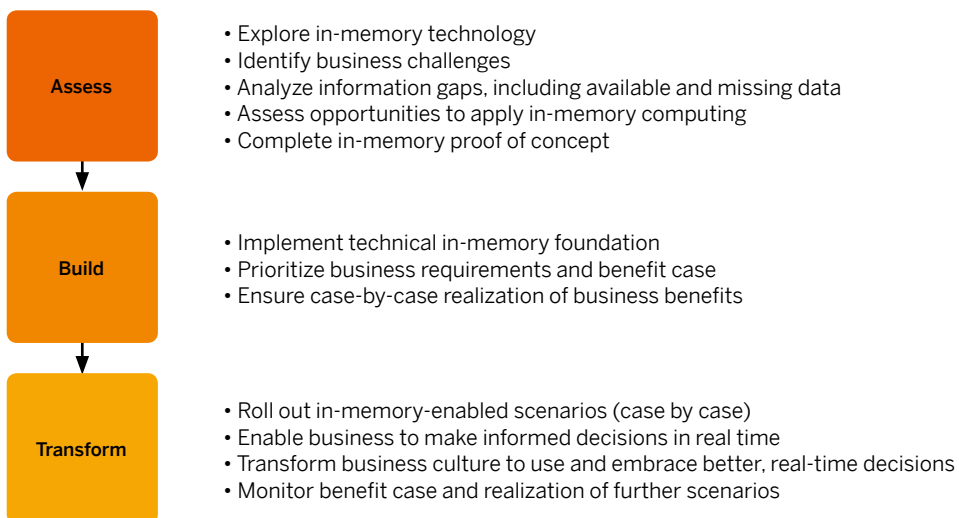 Assess
• Explore in-memory technology
• Identify business challenges
• Analyze information gaps, including available and missing data
• Assess opportunities to apply in-memory computing
• Complete in-memory proof of concept
Build
• Implement technical in-memory foundation
• Prioritize business requirements and benefit case
• Ensure case-by-case realization of business benefits
Transform
• Roll out in-memory-enabled scenarios (case by case)
• Enable business to make informed decisions in real time
• Transform business culture to use and embrace better, real-time decisions
• Monitor benefit case and realization of further scenarios